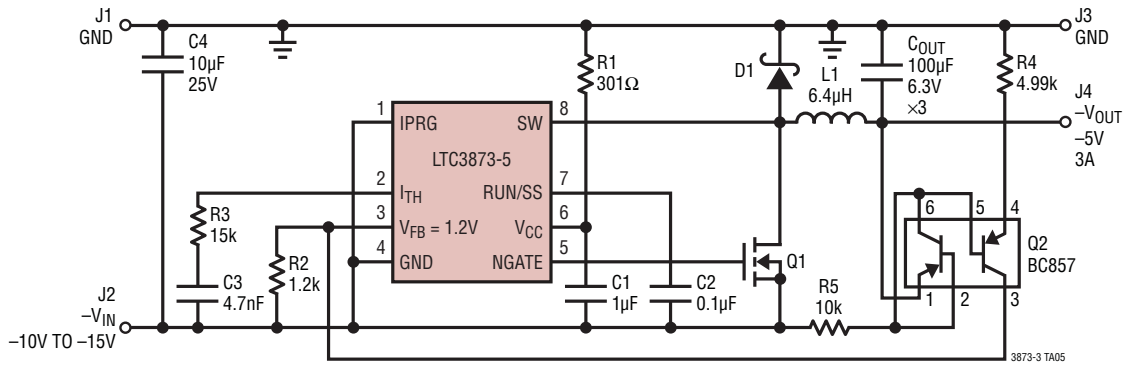 J1
GND
C4
10µF
25V
R1
301Ω
D1
L1
6.4µH
COUT
100µF
6.3V
×3
J3
GND
R4
4.99k
J4
–VOUT
–5V
3A
1
IPRG
SW
8
LTC3873-5
2
ITH
RUN/SS
7
3
VFB = 1.2V
VCC
6
4
GND
NGATE
5
R3
15k
C3
4.7nF
R2
1.2k
C1
1µF
C2
0.1µF
Q1
R5
10k
6
5
4
Q2
BC857
1
2
3
J2
–VIN
–10V TO –15V
3873-3 TA05